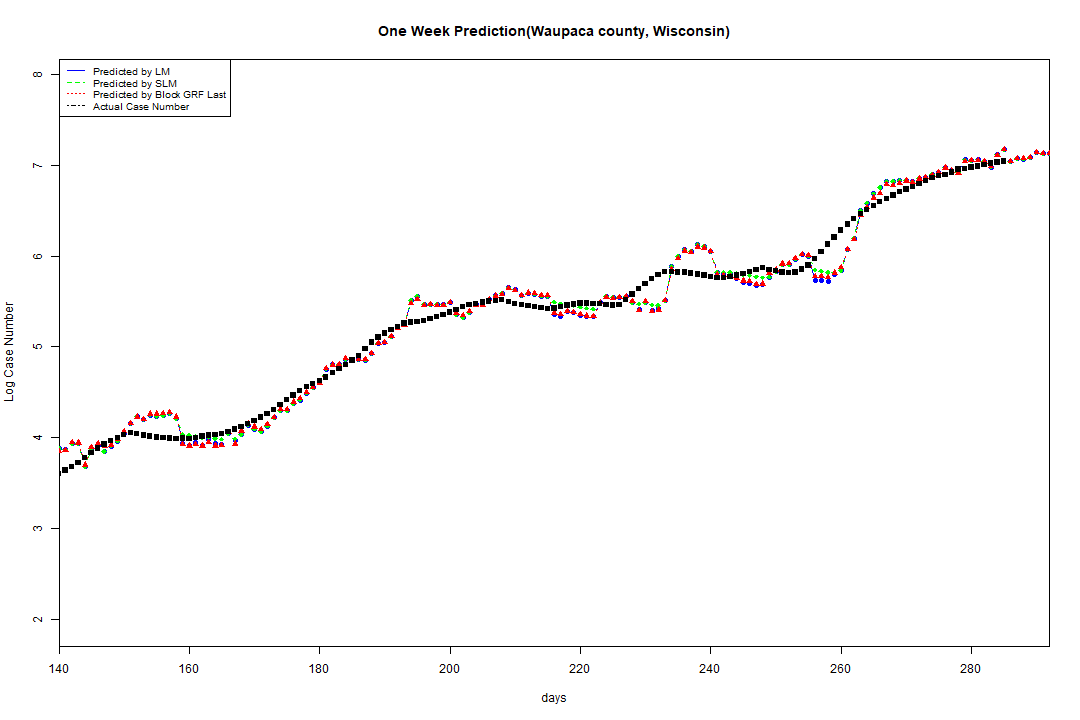 One Week Prediction(Waupaca county, Wisconsin)
8
Predicted by LM
Predicted by SLM
Predicted by Block GRF Last
Actual Case Number
7
6
5
4
3
2
Log Case Number
140 160 180 200 220 240 260 280
days